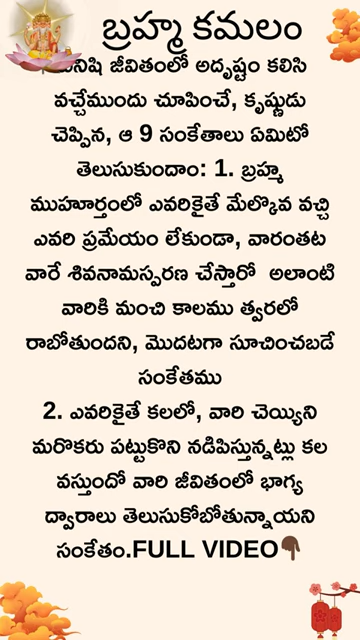 బ్రహ్మ కమలం
మనిషి జీవితంలో అదృష్టం కలిసి
వచ్చేముందు చూపించే, కృష్ణుడు
చెప్పిన, ఆ 9 సంకేతాలు ఏమిటో
తెలుసుకుందాం: 1. బ్రహ్మ
ముహూర్తంలో ఎవరికైతే మేల్కొవ వచ్చి
ఎవరి ప్రమేయం లేకుండా, వారంతట
వారే శివనామస్వరణ చేస్తారో అలాంటి
వారికి మంచి కాలము త్వరలో
రాబోతుందని, మొదటగా సూచించబడే
సంకేతము
2. ఎవరికైతే కలలో, వారి చెయ్యిని
మరొకరు పట్టుకొని నడిపిస్తున్నట్లు కల
వస్తుందో వారి జీవితంలో భాగ్య
ద్వారాలు తెలుసుకోబోతున్నాయని
సంకేతం.FULL VIDEO👇🏿